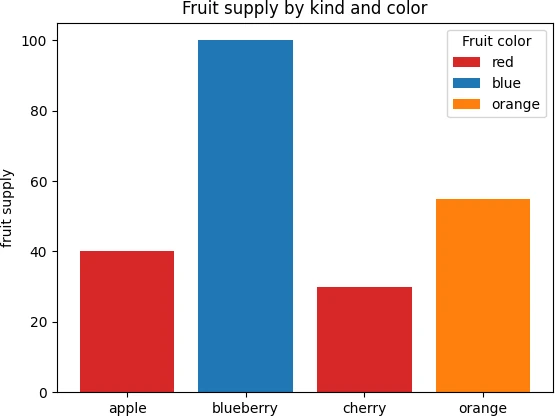 Fruit supply by kind and color
fruit supply
100
80
60
40
20
0
Fruit color
red
blue
orange
apple blueberry cherry orange